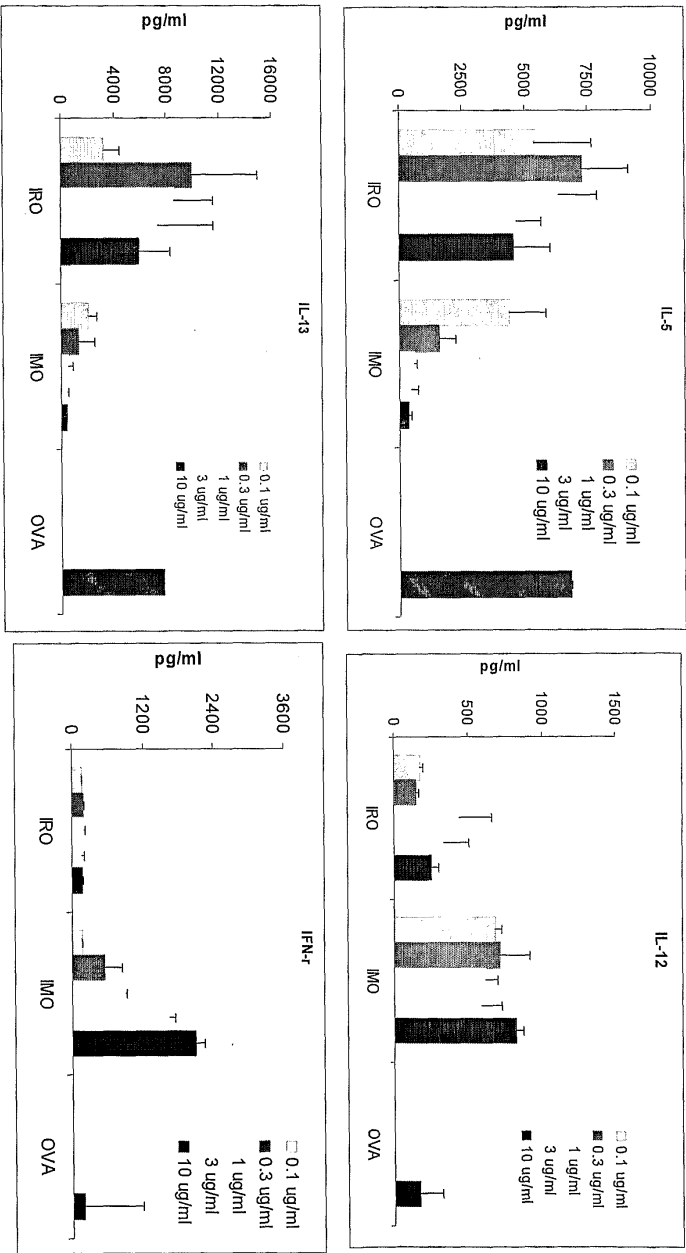 IL-5
pg/ml
10000
7500
5000
2500
0
0.1 ug/ml
0.3 ug/ml
1 ug/ml
3 ug/ml
10 ug/ml
IRO
IMO
OVA
IL-12
pg/ml
1500
1000
500
0
0.1 ug/ml
0.3 ug/ml
1 ug/ml
3 ug/ml
10 ug/ml
IRO
IMO
OVA
IL-13
pg/ml
16000
12000
8000
4000
0
0.1 ug/ml
0.3 ug/ml
1 ug/ml
3 ug/ml
10 ug/ml
IRO
IMO
OVA
IFN-r
pg/ml
3600
2400
1200
0
0.1 ug/ml
0.3 ug/ml
1 ug/ml
3 ug/ml
10 ug/ml
IRO
IMO
OVA